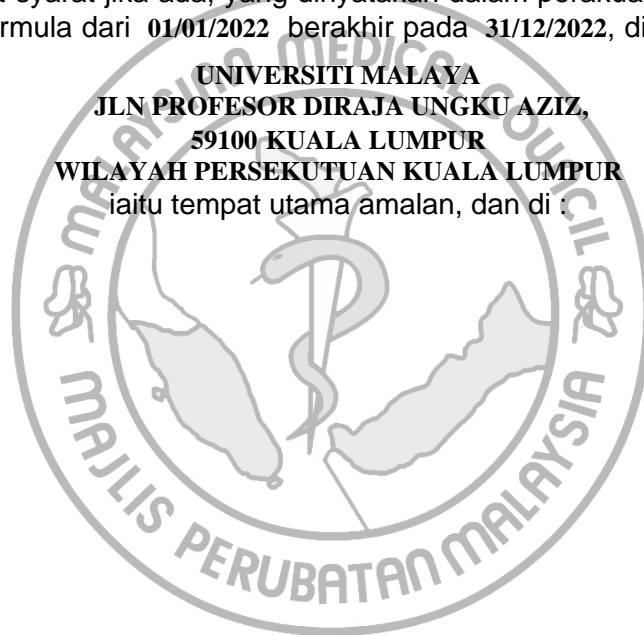 t syarat jika ada, yang dinyatakan dalam perakua
ormula dari 01/01/2022 berakhir pada 31/12/2022, di
UNIVERSITI MALAYA
JLN PROFESOR DIRAJA UNGKU AZIZ,
59100 KUALA LUMPUR
WILAYAH PERSEKUTUAN KUALA LUMPUR
iaitu tempat utama amalan, dan di :
MALAYSIAN MEDICAL COUNCIL
MAJLIS PERUBATAN MALAYSIA